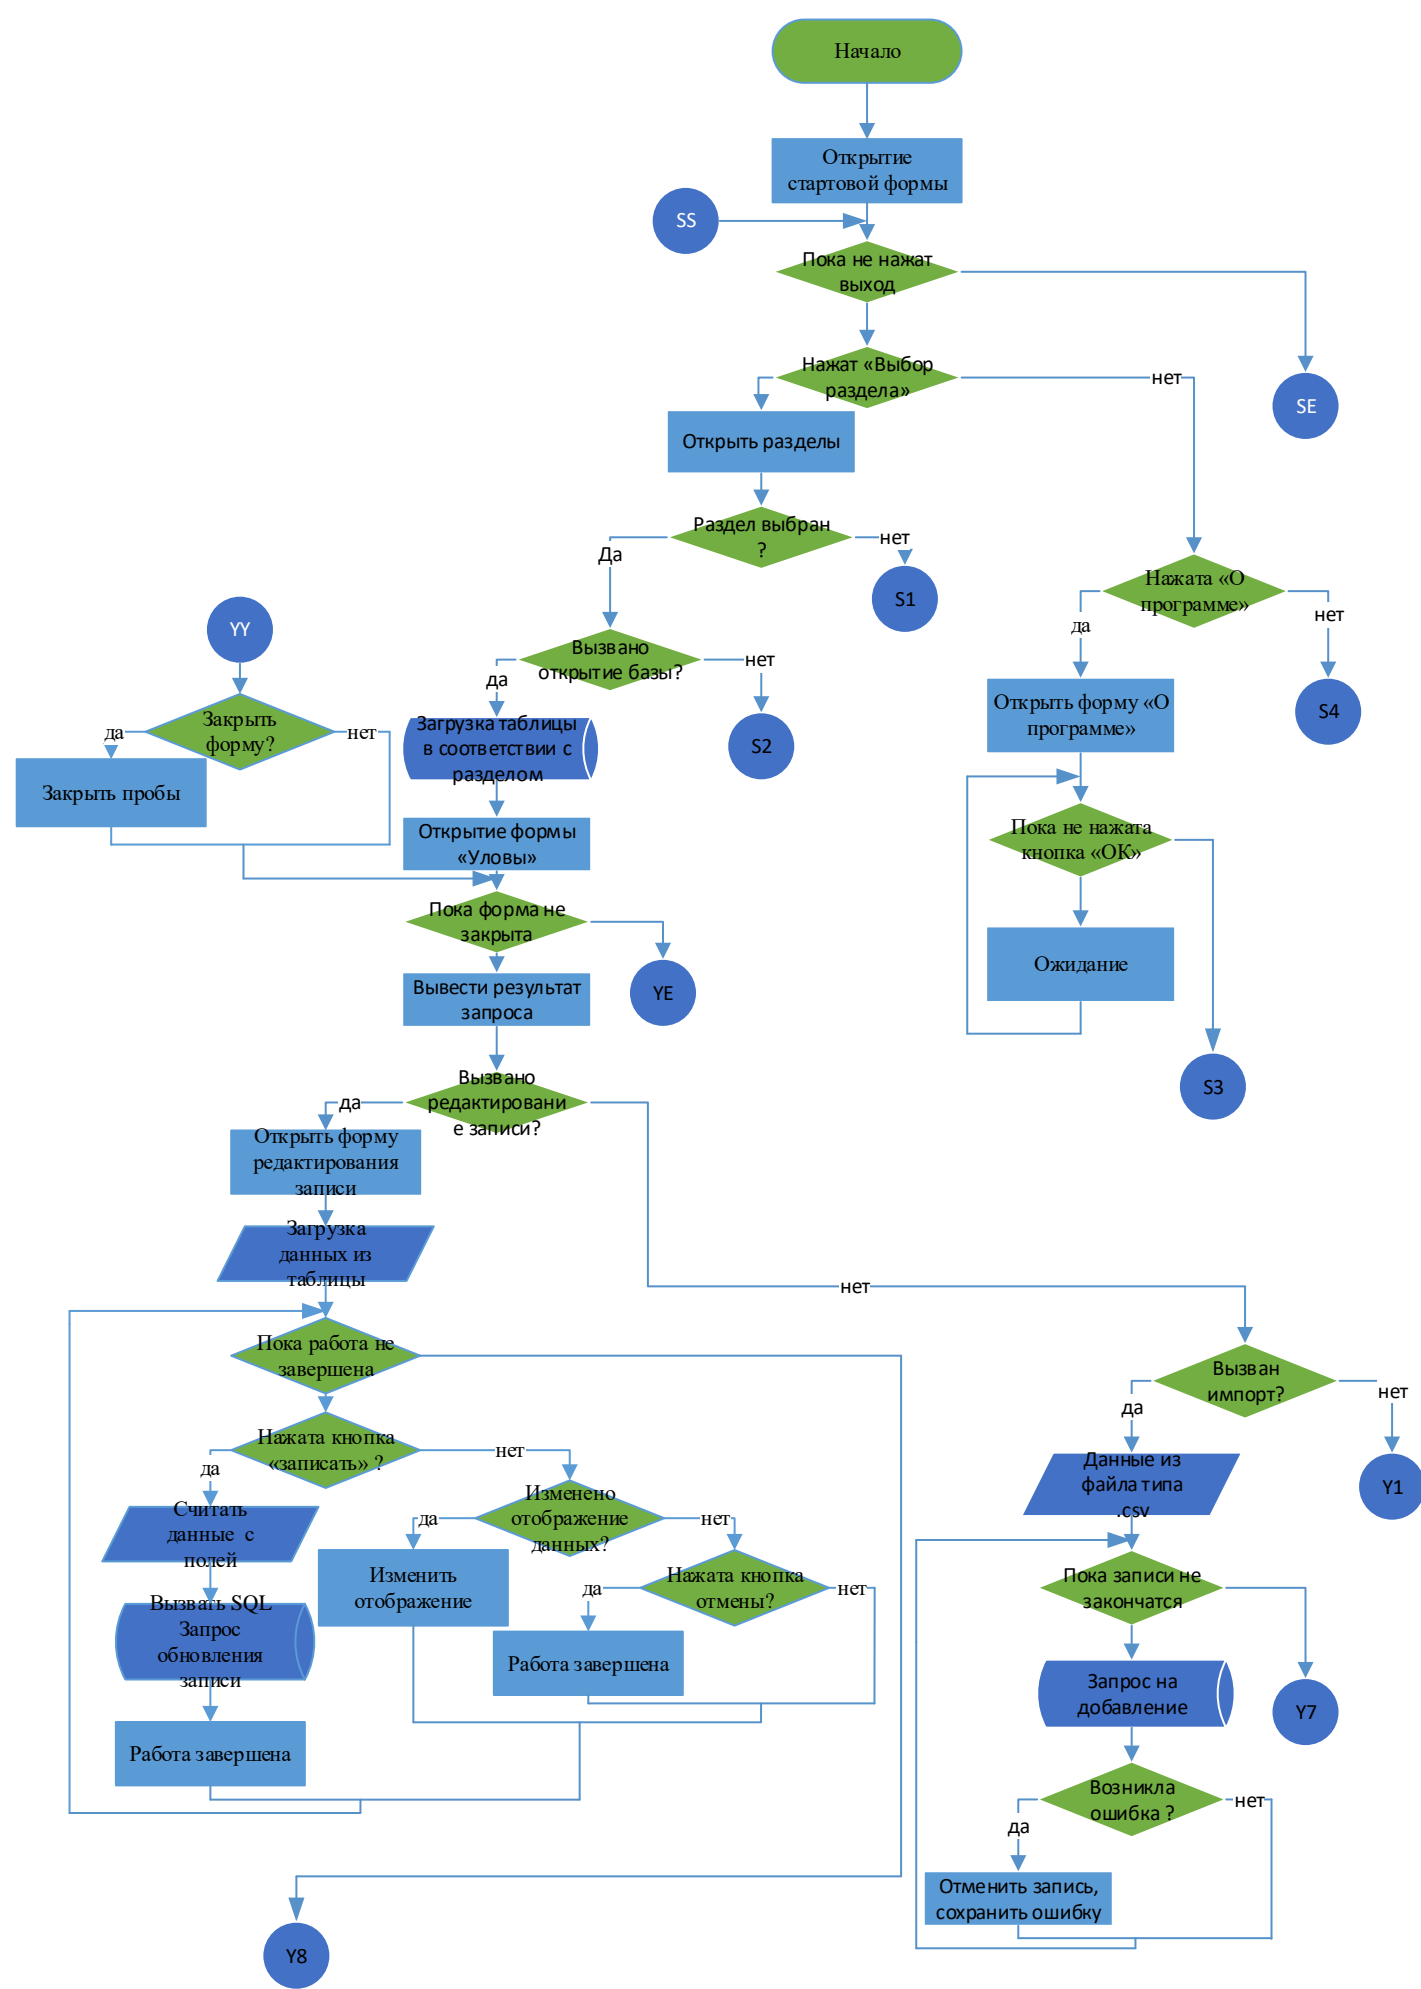 Начало
Открытие
стартовой формы
SS
Пока не нажат
выход
Нажат «Выбор
раздела»
нет
SE
Открыть разделы
Раздел выбран
?
Да
нет
S1
Нажата «О
программе»
да
нет
YY
Вызвано
открытие базы?
да
нет
Закрыть
форму?
да
нет
Загрузка таблицы
в соответствии с
разделом
S2
Открыть форму «О
программе»
S4
Закрыть пробы
Открытие формы
«Уловы»
Пока не нажата
кнопка «ОК»
Пока форма не
закрыта
Ожидание
Вывести результат
запроса
YE
S3
Вызвано
редактировани
е записи?
да
Открыть форму
редактирования
записи
Загрузка
данных из
таблицы
нет
Пока работа не
завершена
Вызван
импорт?
да
нет
Нажата кнопка
«записать» ?
да
нет
Данные из
файла типа
.csv
Y1
Считать
данные с
полей
Изменено
отображение
данных?
да
нет
Изменить
отображение
Нажата кнопка
отмены?
да
нет
Пока записи не
закончатся
Вызвать SQL
Запрос
обновления
записи
Работа завершена
Запрос на
добавление
Y7
Работа завершена
Возникла
ошибка ?
да
нет
Отменить запись,
сохранить ошибку
Y8